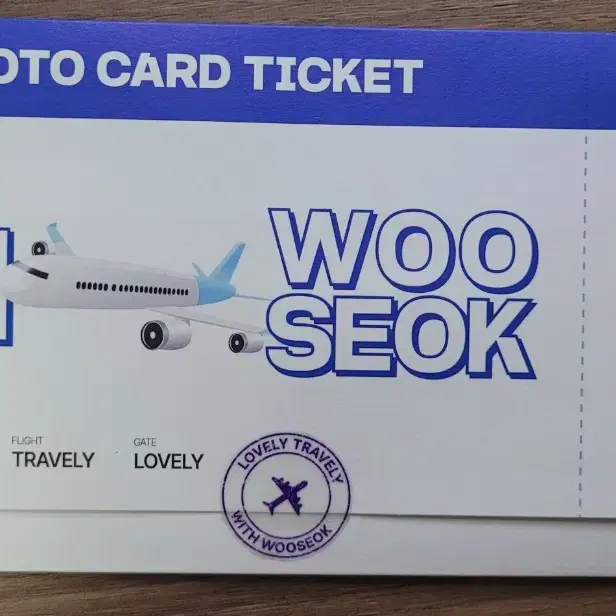 OTO CARD TICKET
WOO
SEOK
FLIGHT
TRAVELY
GATE
LOVELY
LOVELY TRAVELY
WITH WOOSEOK